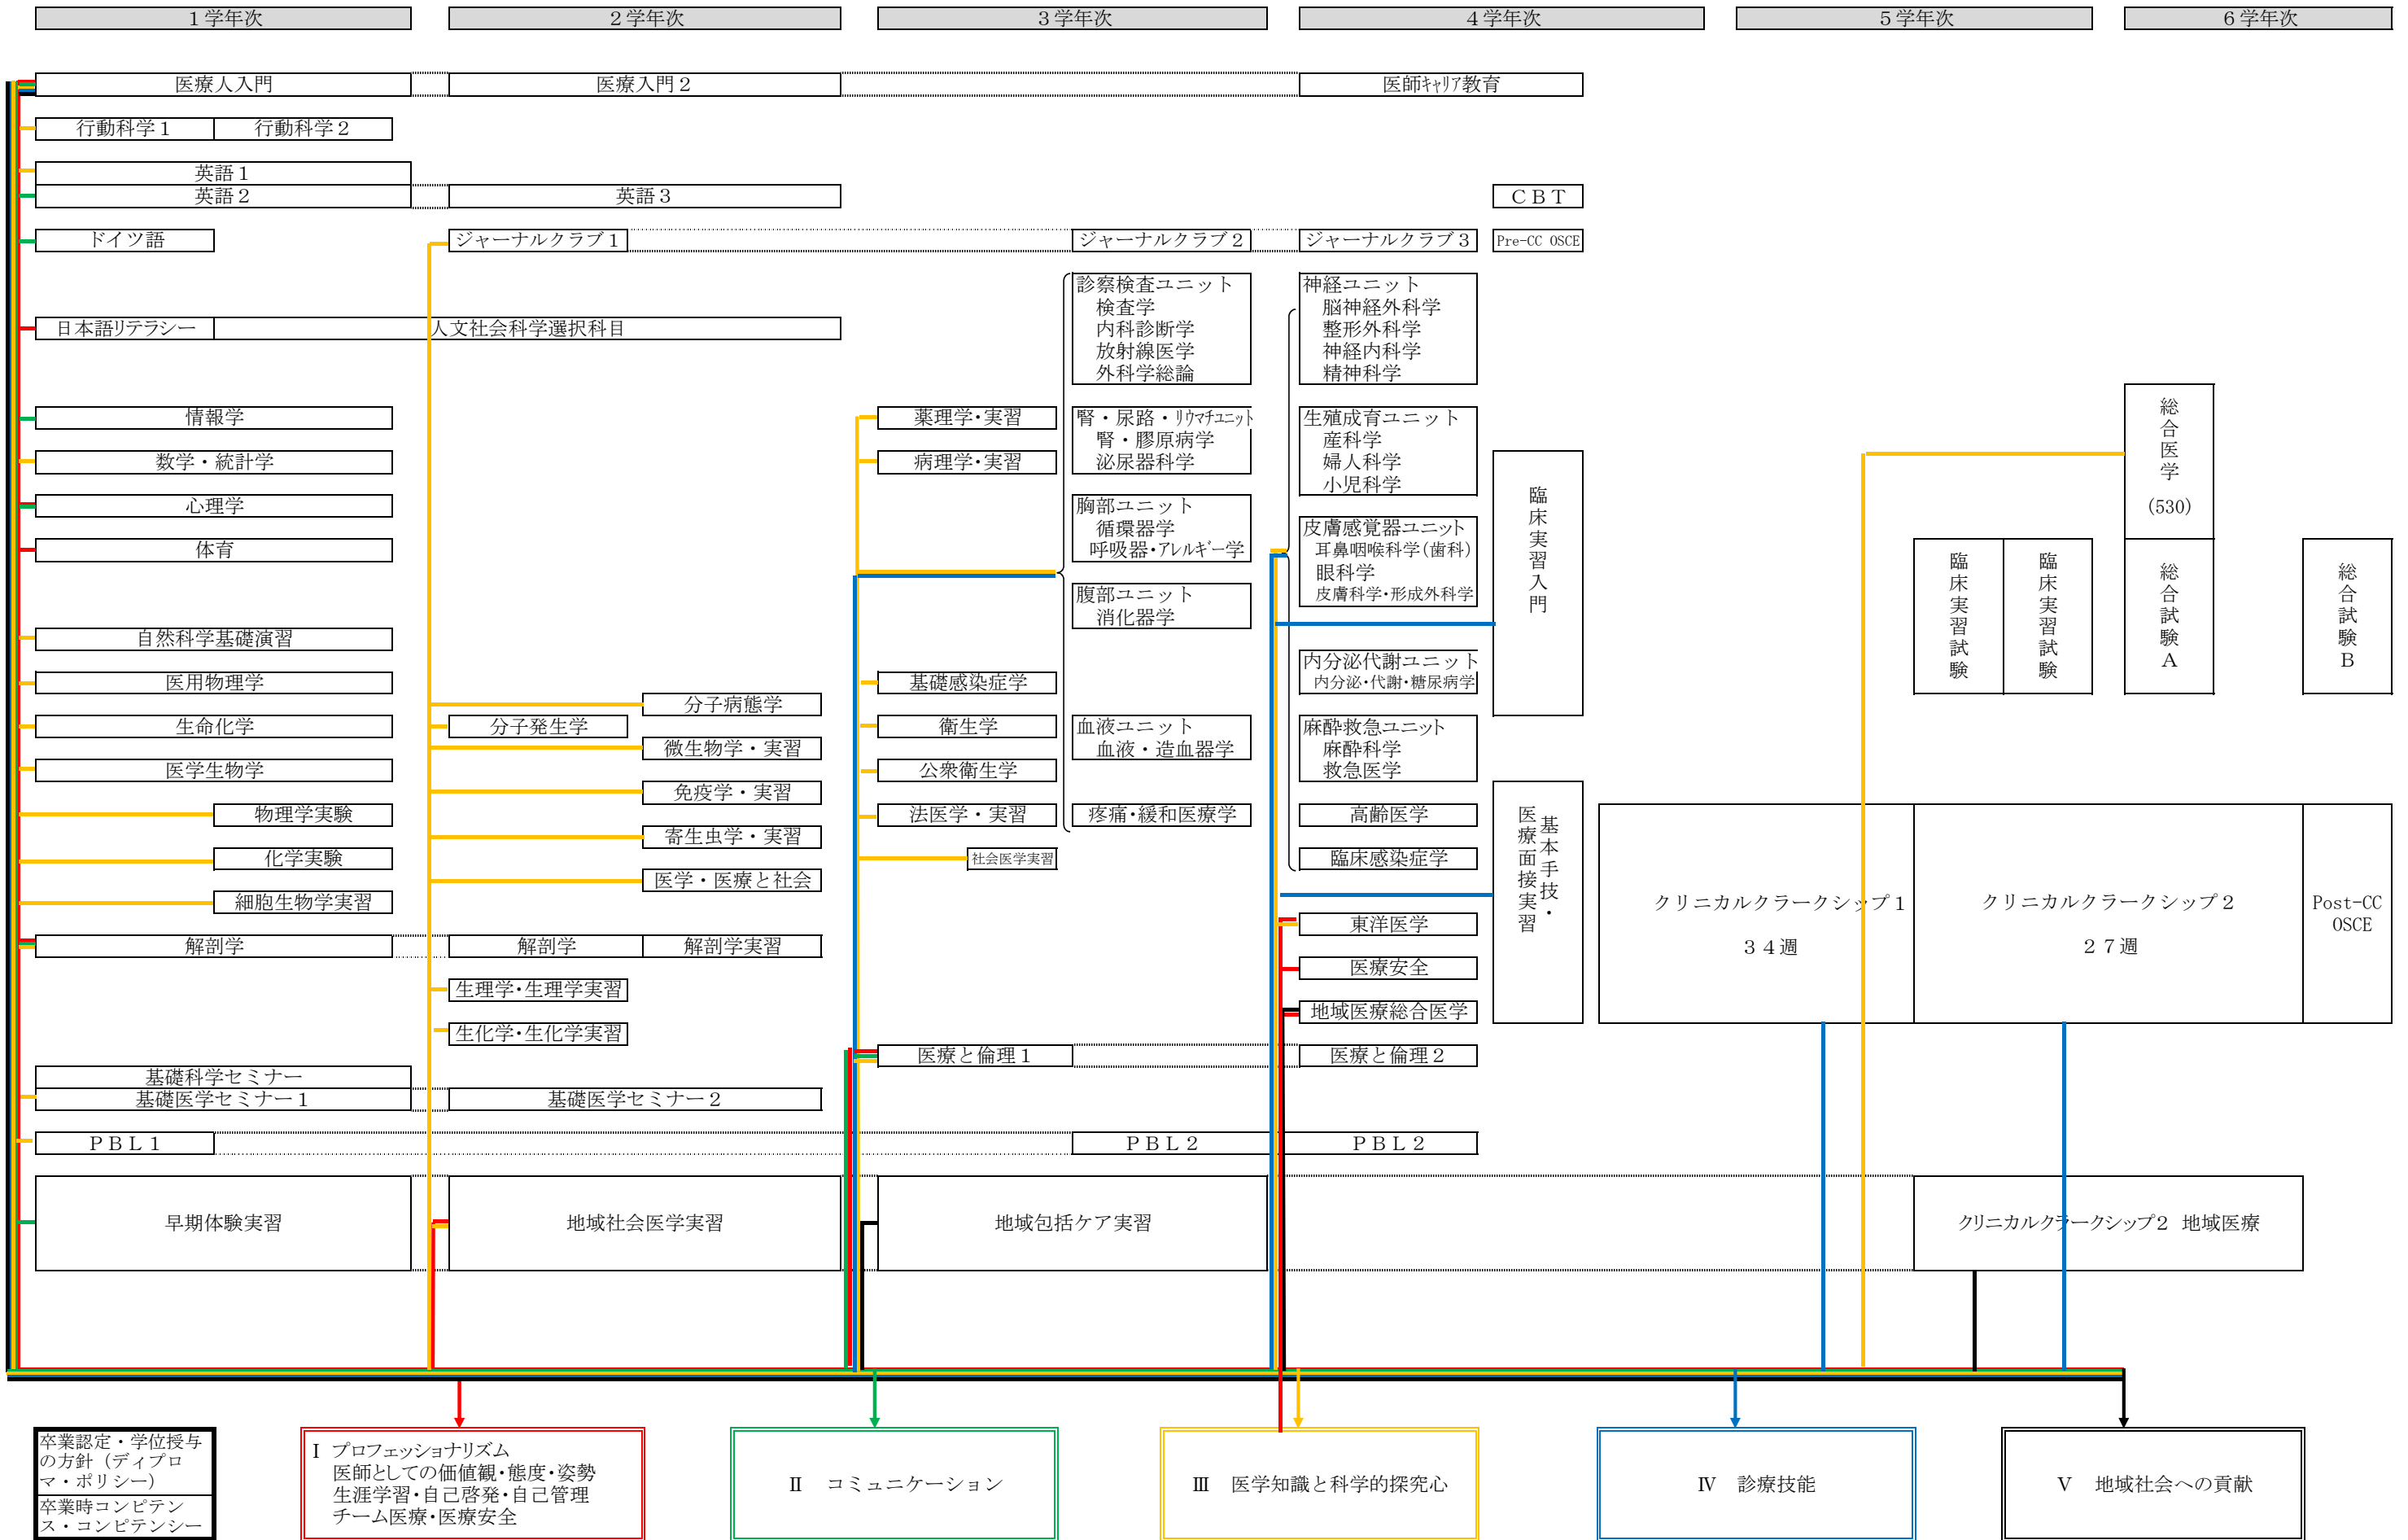 １学年次
２学年次
３学年次
４学年次
５学年次
６学年次
医療人入門
医療入門２
医師ｷｬﾘｱ教育
行動科学１
行動科学２
英語１
英語２
英語３
ＣＢＴ
ドイツ語
ジャーナルクラブ１
ジャーナルクラブ２
ジャーナルクラブ３
Pre-CC OSCE
日本語リテラシー
人文社会科学選択科目
診察検査ユニット
検査学
内科診断学
放射線医学
外科学総論
神経ユニット
脳神経外科学
整形外科学
神経内科学
精神科学
情報学
数学・統計学
心理学
体育
薬理学・実習
病理学・実習
腎・尿路・ﾘｳﾏﾁﾕﾆｯﾄ
腎・膠原病学
泌尿器科学
胸部ユニット
循環器学
呼吸器・アレルギー学
腹部ユニット
消化器学
生殖成育ユニット
産科学
婦人科学
小児科学
皮膚感覚器ユニット
耳鼻咽喉科学(歯科)
眼科学
皮膚科学・形成外科学
臨床実習入門
総合医学
(530)
臨床実習試験
臨床実習試験
総合試験Ａ
総合試験Ｂ
自然科学基礎演習
医用物理学
生命化学
医学生物学
物理学実験
化学実験
細胞生物学実習
分子病態学
分子発生学
微生物学・実習
免疫学・実習
寄生虫学・実習
医学・医療と社会
基礎感染症学
衛生学
公衆衛生学
法医学・実習
社会医学実習
血液ユニット
血液・造血器学
疼痛・緩和医療学
内分泌代謝ユニット
内分泌・代謝・糖尿病学
麻酔救急ユニット
麻酔科学
救急医学
高齢医学
臨床感染症学
基本手技・
医療面接実習
クリニカルクラークシップ１
３４週
クリニカルクラークシップ２
２７週
Post-CC
OSCE
解剖学
解剖学
解剖学実習
東洋医学
医療安全
地域医療総合医学
生理学・生理学実習
生化学・生化学実習
医療と倫理１
医療と倫理２
基礎科学セミナー
基礎医学セミナー１
基礎医学セミナー２
ＰＢＬ１
ＰＢＬ２
ＰＢＬ２
早期体験実習
地域社会医学実習
地域包括ケア実習
クリニカルクラークシップ２ 地域医療
卒業認定・学位授与
の方針（ディプロ
マ・ポリシー）
卒業時コンピテン
ス・コンピテンシー
Ⅰ プロフェッショナリズム
医師としての価値観・態度・姿勢
生涯学習・自己啓発・自己管理
チーム医療・医療安全
Ⅱ コミュニケーション
Ⅲ 医学知識と科学的探究心
Ⅳ 診療技能
Ⅴ 地域社会への貢献